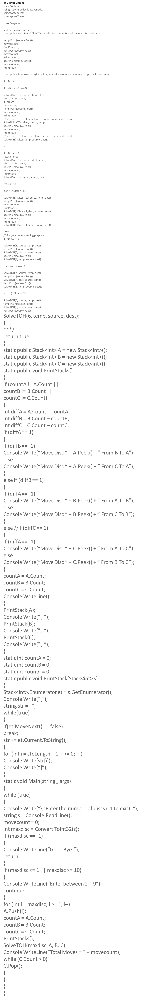 c# Dilinde Çözüm
using System;
using System.Collections.Generic;
using System.Text;
namespace Tower
{
class Program
{
static int movecount = 0;
static public void Solve2DiscsTOH(Stack<int> source, Stack<int> temp, Stack<int> dest)
{
temp.Push(source.Pop());
movecount++;
PrintStacks();
dest.Push(source.Pop());
movecount++;
PrintStacks();
dest.Push(temp.Pop());
movecount++;
PrintStacks();
}
static public bool SolveTOH(int nDiscs, Stack<int> source, Stack<int> temp, Stack<int> dest)
{
if (nDiscs <= 4)
{
if ((nDiscs % 2) == 0)
{
Solve2DiscsTOH(source, temp, dest);
nDiscs = nDiscs – 1;
if (nDiscs == 1)
return true;
temp.Push(source.Pop());
movecount++;
PrintStacks();
//new source is dest, new temp is source, new dest is temp;
Solve2DiscsTOH(dest, source, temp);
dest.Push(source.Pop());
movecount++;
PrintStacks();
//new source is temp, new temp is source, new dest is dest;
SolveTOH(nDiscs, temp, source, dest);
}
else
{
if (nDiscs == 1)
return false;
Solve2DiscsTOH(source, dest, temp);
nDiscs = nDiscs – 1;
dest.Push(source.Pop());
movecount++;
PrintStacks();
Solve2DiscsTOH(temp, source, dest);
}
return true;
}
else if (nDiscs >= 5)
{
SolveTOH(nDiscs – 2, source, temp, dest);
temp.Push(source.Pop());
movecount++;
PrintStacks();
SolveTOH(nDiscs – 2, dest, source, temp);
dest.Push(source.Pop());
movecount++;
PrintStacks();
SolveTOH(nDiscs – 1, temp, source, dest);
}
/***
// For your understanding purpose
if (nDiscs == 5)
{
SolveTOH(3, source, temp, dest);
temp.Push(source.Pop());
SolveTOH(3, dest, source, temp);
dest.Push(source.Pop());
SolveTOH(4, temp, source, dest);
}
else if(nDiscs == 6)
{
SolveTOH(4, source, temp, dest);
temp.Push(source.Pop());
SolveTOH(4, dest, source, temp);
dest.Push(source.Pop());
SolveTOH(5, temp, source, dest);
}
else if (nDiscs == 7)
{
SolveTOH(5, source, temp, dest);
temp.Push(source.Pop());
SolveTOH(5, dest, source, temp);
dest.Push(source.Pop());
SolveTOH(6, temp, source, dest);
}
***/
return true;
}
static public Stack<int> A = new Stack<int>();
static public Stack<int> B = new Stack<int>();
static public Stack<int> C = new Stack<int>();
static public void PrintStacks()
{
if (countA != A.Count ||
countB != B.Count ||
countC != C.Count)
{
int diffA = A.Count – countA;
int diffB = B.Count – countB;
int diffC = C.Count – countC;
if (diffA == 1)
{
if (diffB == -1)
Console.Write(“Move Disc ” + A.Peek() + ” From B To A”);
else
Console.Write(“Move Disc ” + A.Peek() + ” From C To A”);
}
else if (diffB == 1)
{
if (diffA == -1)
Console.Write(“Move Disc ” + B.Peek() + ” From A To B”);
else
Console.Write(“Move Disc ” + B.Peek() + ” From C To B”);
}
else //if (diffC == 1)
{
if (diffA == -1)
Console.Write(“Move Disc ” + C.Peek() + ” From A To C”);
else
Console.Write(“Move Disc ” + C.Peek() + ” From B To C”);
}
countA = A.Count;
countB = B.Count;
countC = C.Count;
Console.WriteLine();
}
PrintStack(A);
Console.Write(” , “);
PrintStack(B);
Console.Write(” , “);
PrintStack(C);
Console.Write(” , “);
}
static int countA = 0;
static int countB = 0;
static int countC = 0;
static public void PrintStack(Stack<int> s)
{
Stack<int>.Enumerator et = s.GetEnumerator();
Console.Write(“[“);
string str = “”;
while(true)
{
if(et.MoveNext() == false)
break;
str += et.Current.ToString();
}
for (int i = str.Length – 1; i >= 0; i–)
Console.Write(str[i]);
Console.Write(“]”);
}
static void Main(string[] args)
{
while (true)
{
Console.Write(“\nEnter the number of discs (-1 to exit): “);
string s = Console.ReadLine();
movecount = 0;
int maxdisc = Convert.ToInt32(s);
if (maxdisc == -1)
{
Console.WriteLine(“Good Bye!”);
return;
}
if (maxdisc <= 1 || maxdisc >= 10)
{
Console.WriteLine(“Enter between 2 – 9”);
continue;
}
for (int i = maxdisc; i >= 1; i–)
A.Push(i);
countA = A.Count;
countB = B.Count;
countC = C.Count;
PrintStacks();
SolveTOH(maxdisc, A, B, C);
Console.WriteLine(“Total Moves = ” + movecount);
while (C.Count > 0)
C.Pop();
}
}
}
}